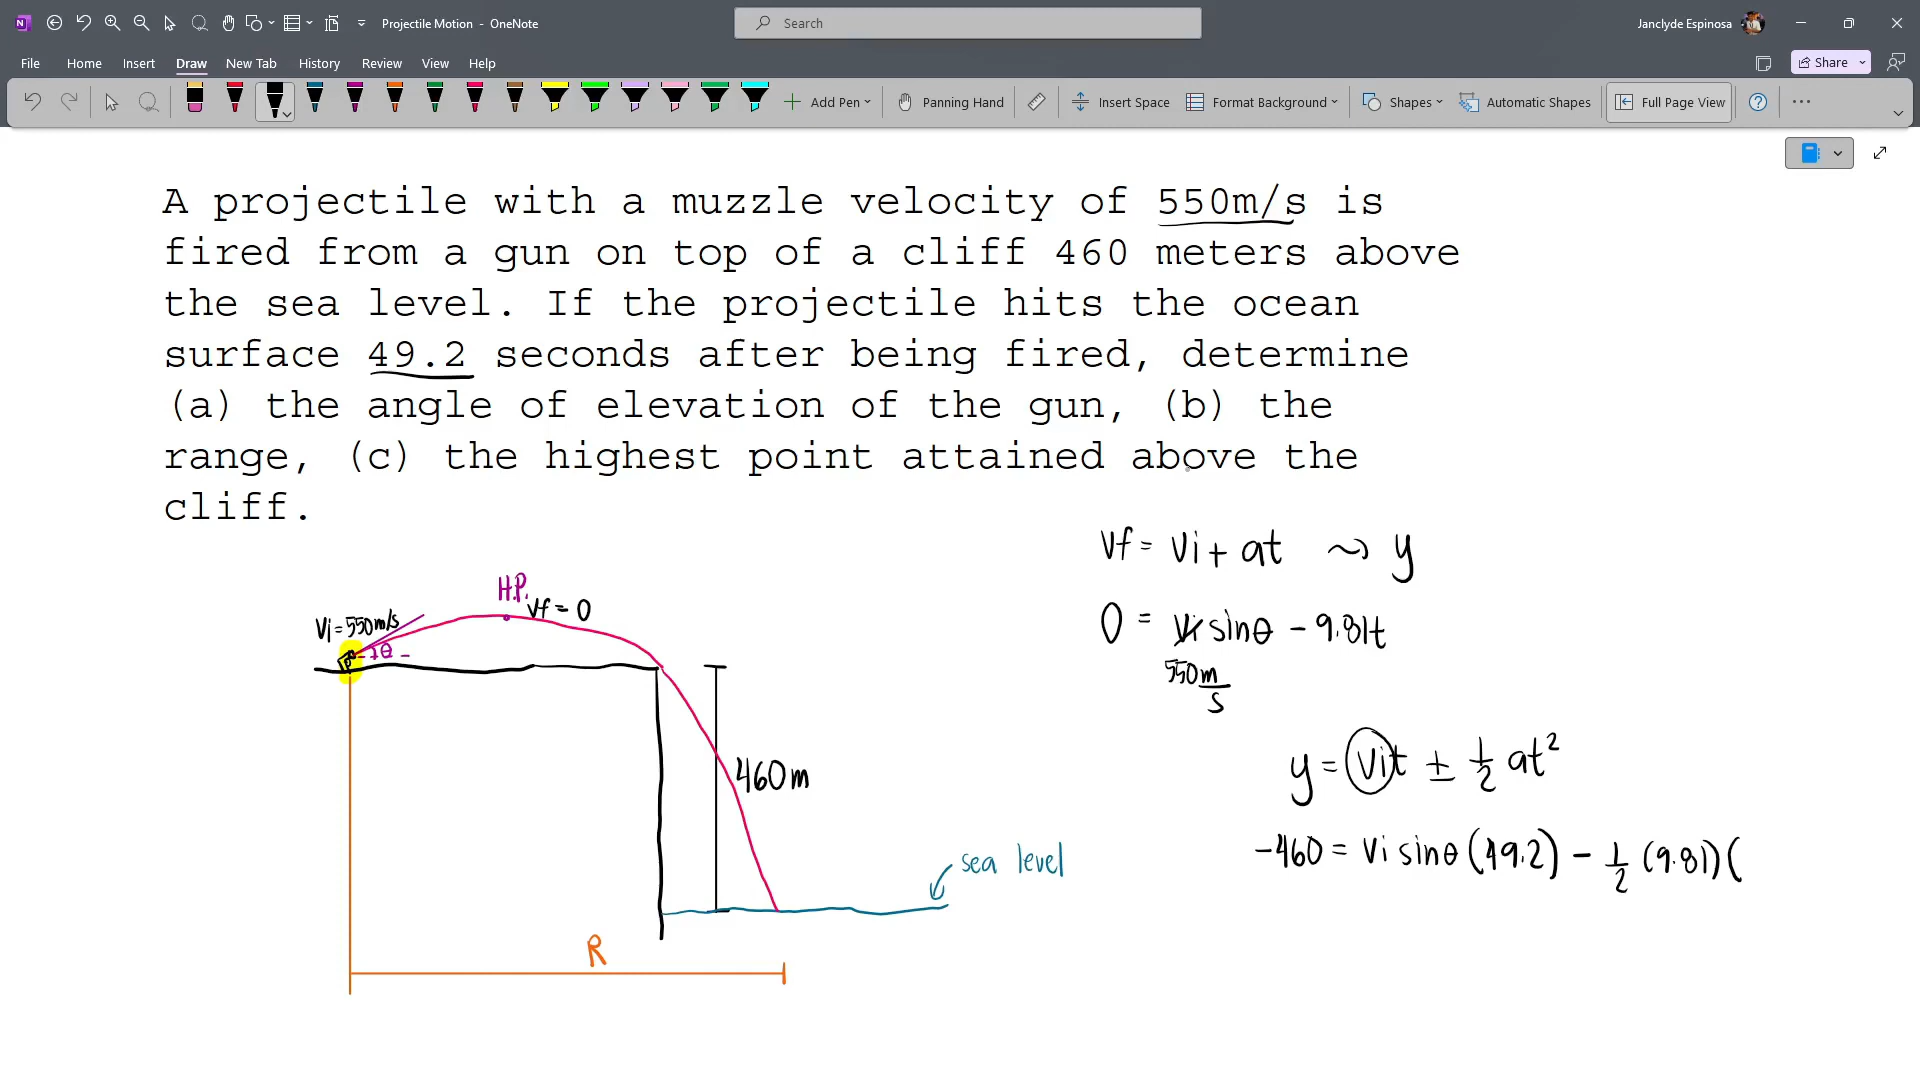 Projectile Motion - OneNote
Search
Janclyde Espinosa
File Home Insert Draw New Tab History Review View Help
Share
Add Pen
Panning Hand
Insert Space
Format Background
Shapes
Automatic Shapes
Full Page View
A projectile with a muzzle velocity of 550m/s is
fired from a gun on top of a cliff 460 meters above
the sea level. If the projectile hits the ocean
surface 49.2 seconds after being fired, determine
(a) the angle of elevation of the gun, (b) the
range, (c) the highest point attained above the
cliff.
H.P.
Vf = 0
Vi = 550m/s
θ
460m
sea level
R
Vf = Vi + at ~> y
0 = Vi sinθ - 9.81t
550 m/s
y = Vit ± 1/2 at²
-460 = Vi sinθ (49.2) - 1/2 (9.81)(